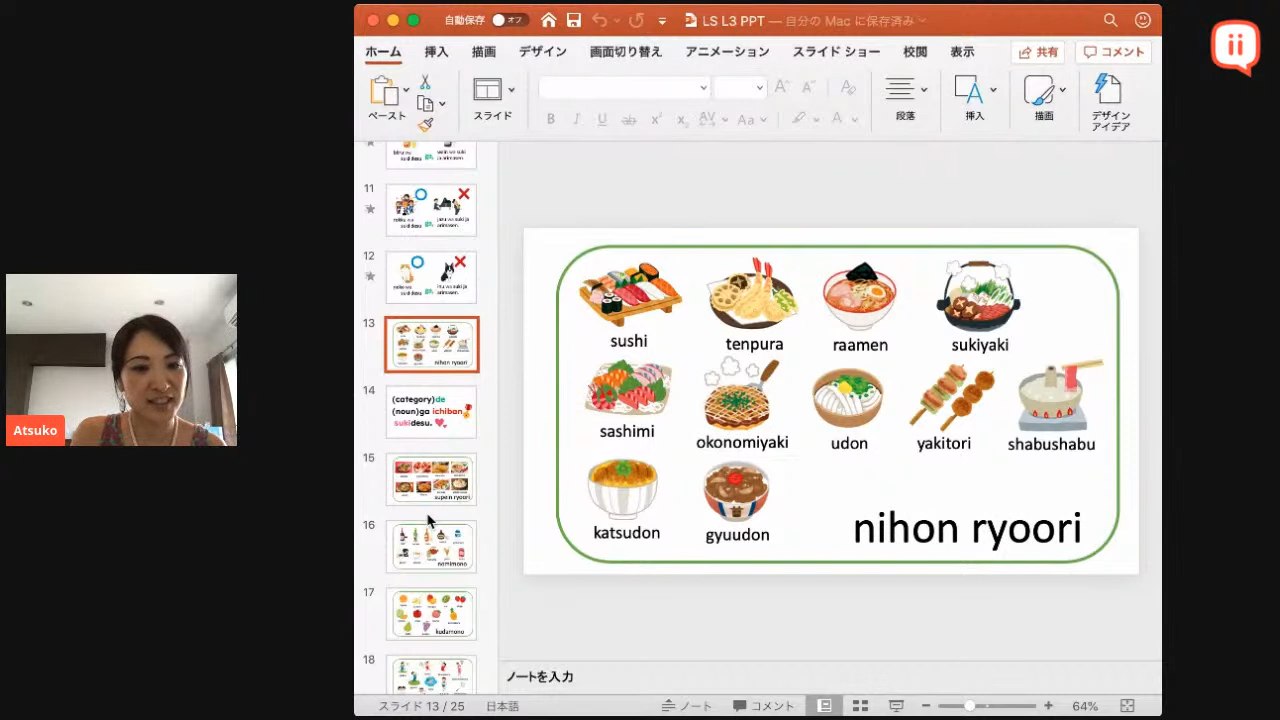 自動保存 オフ LS L3 PPT — 自分の Mac に保存済み
ホーム 挿入 描画 デザイン 画面切り替え アニメーション スライド ショー 校閲 表示 共有 コメント
ペースト スライド 段落 挿入 描画 デザイン アイデア
11
12
13
nihon ryoori
14
(category)de
(noun)ga ichiban
sukidesu.
15
supein ryoori
16
nomimono
17
kudamono
18
sushi tenpura raamen sukiyaki
sashimi okonomiyaki udon yakitori shabushabu
katsudon gyuudon
nihon ryoori
Atsuko
ノートを入力
スライド 13 / 25 日本語 ノート コメント 64%